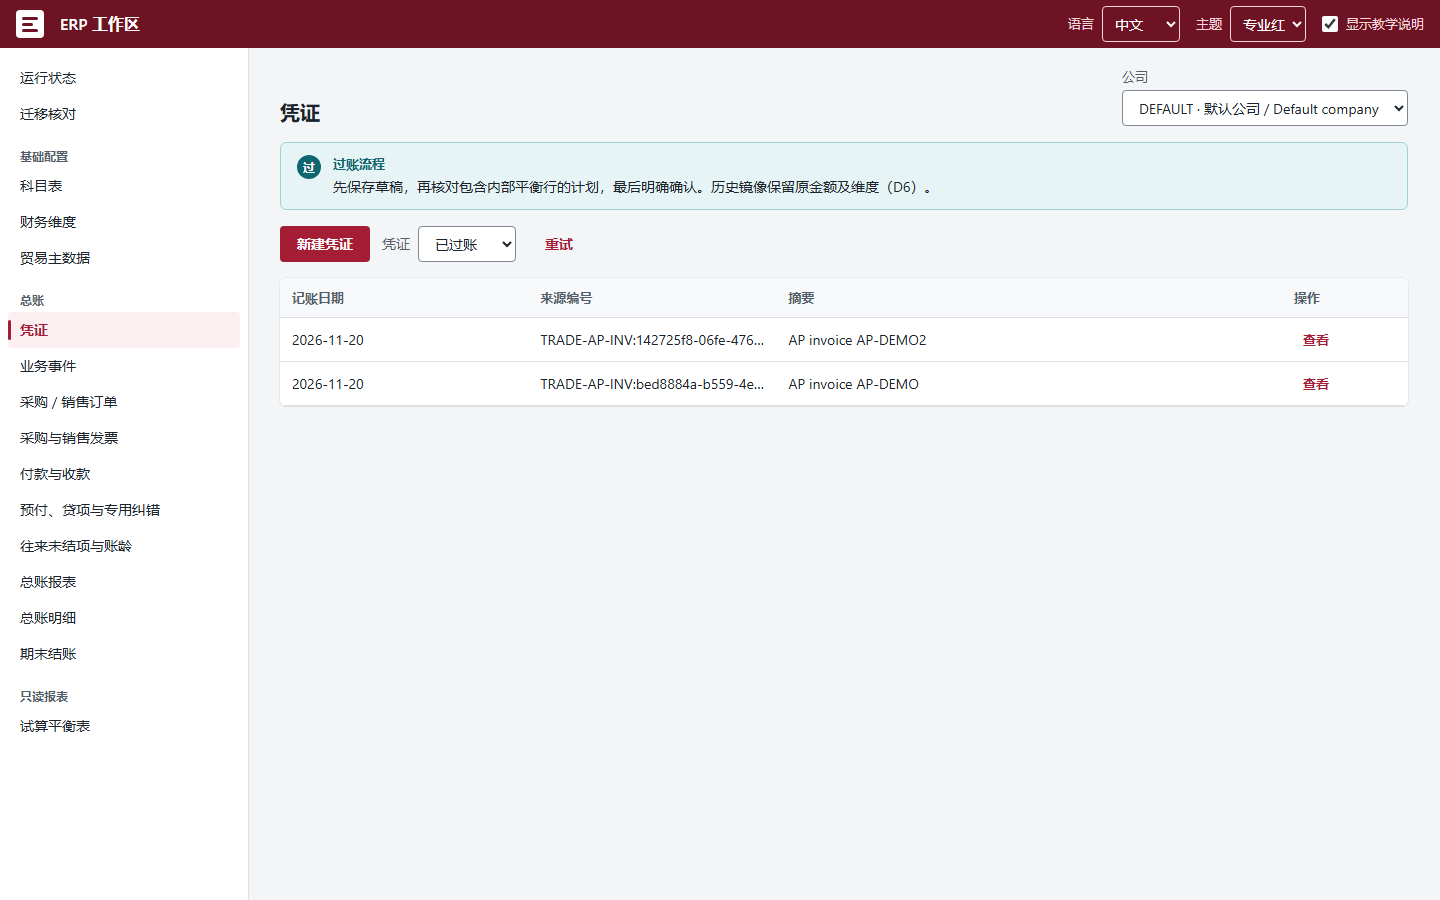 ERP 工作区
语言 中文 主题 专业红 显示教学说明
运行状态
迁移核对
基础配置
科目表
财务维度
贸易主数据
总账
凭证
业务事件
采购 / 销售订单
采购与销售发票
付款与收款
预付、贷项与专用纠错
往来未结项与账龄
总账报表
总账明细
期末结账
只读报表
试算平衡表
公司
凭证
DEFAULT · 默认公司 / Default company
过 过账流程
先保存草稿，再核对包含内部平衡行的计划，最后明确确认。历史镜像保留原金额及维度（D6）。
新建凭证 凭证 已过账 重试
记账日期 来源编号 摘要 操作
2026-11-20 TRADE-AP-INV:142725f8-06fe-476... AP invoice AP-DEMO2 查看
2026-11-20 TRADE-AP-INV:bed8884a-b559-4e... AP invoice AP-DEMO 查看